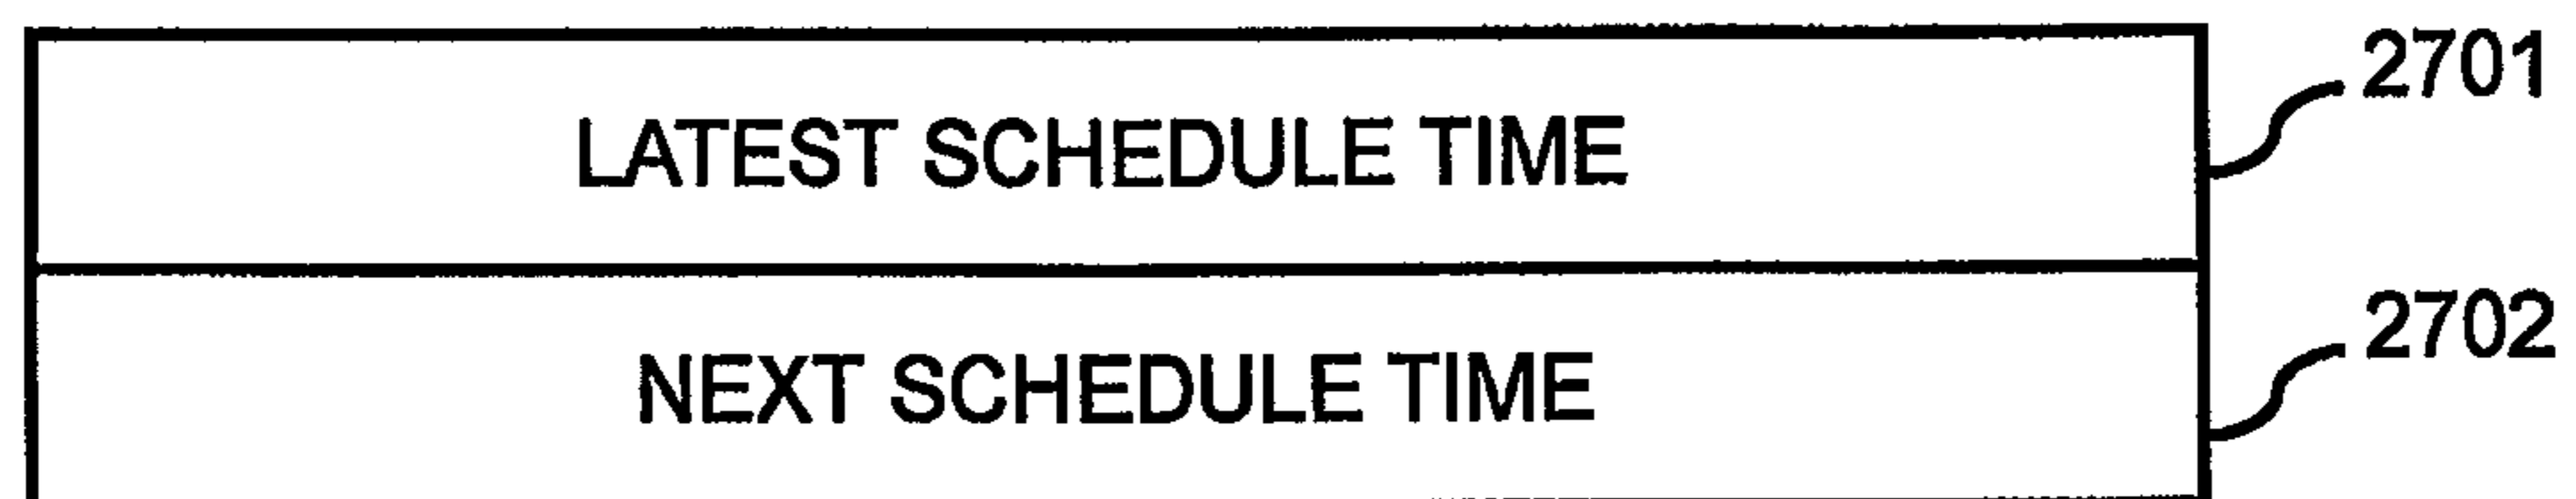 LATEST SCHEDULE TIME 2701
NEXT SCHEDULE TIME 2702